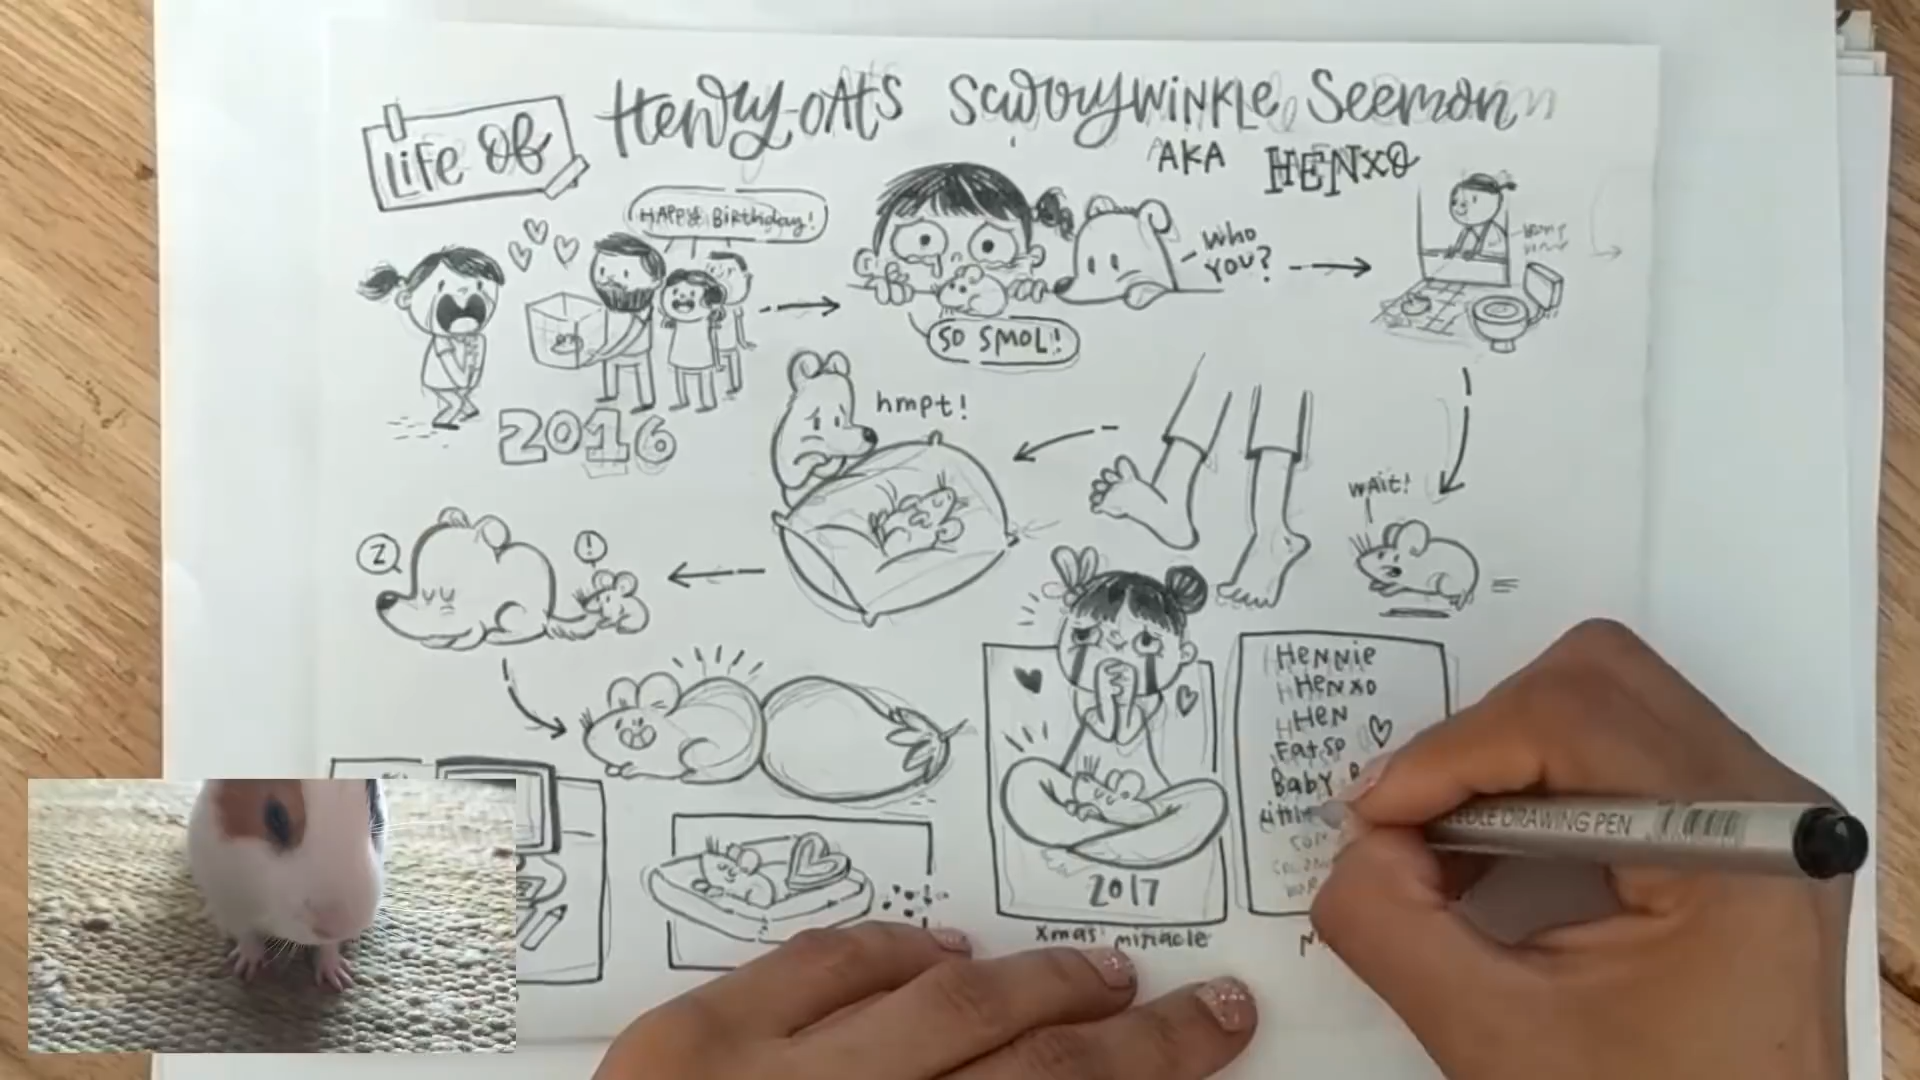 Life Of
Henry-OATS ScurryWiNKLe Seemon
AKA HENXO
HAPPY Birthday!
2016
SO SMOL!
Who
You?
wait!
hmpt!
Z
!
HeNNie
HeNXo
HeN
Fatso
Baby
2017
Xmas miracle
DRAWING PEN